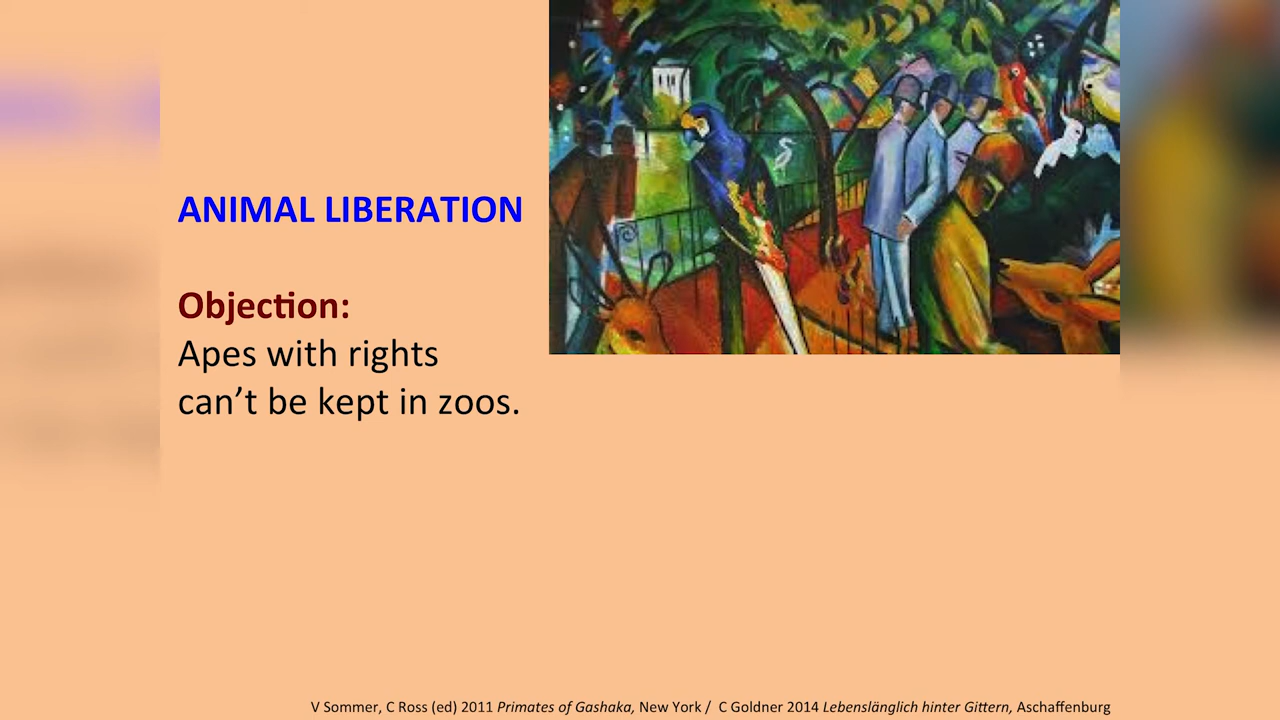 ANIMAL LIBERATION
Objection:
Apes with rights
can’t be kept in zoos.
V Sommer, C Ross (ed) 2011 Primates of Gashaka, New York / C Goldner 2014 Lebenslänglich hinter Gittern, Aschaffenburg